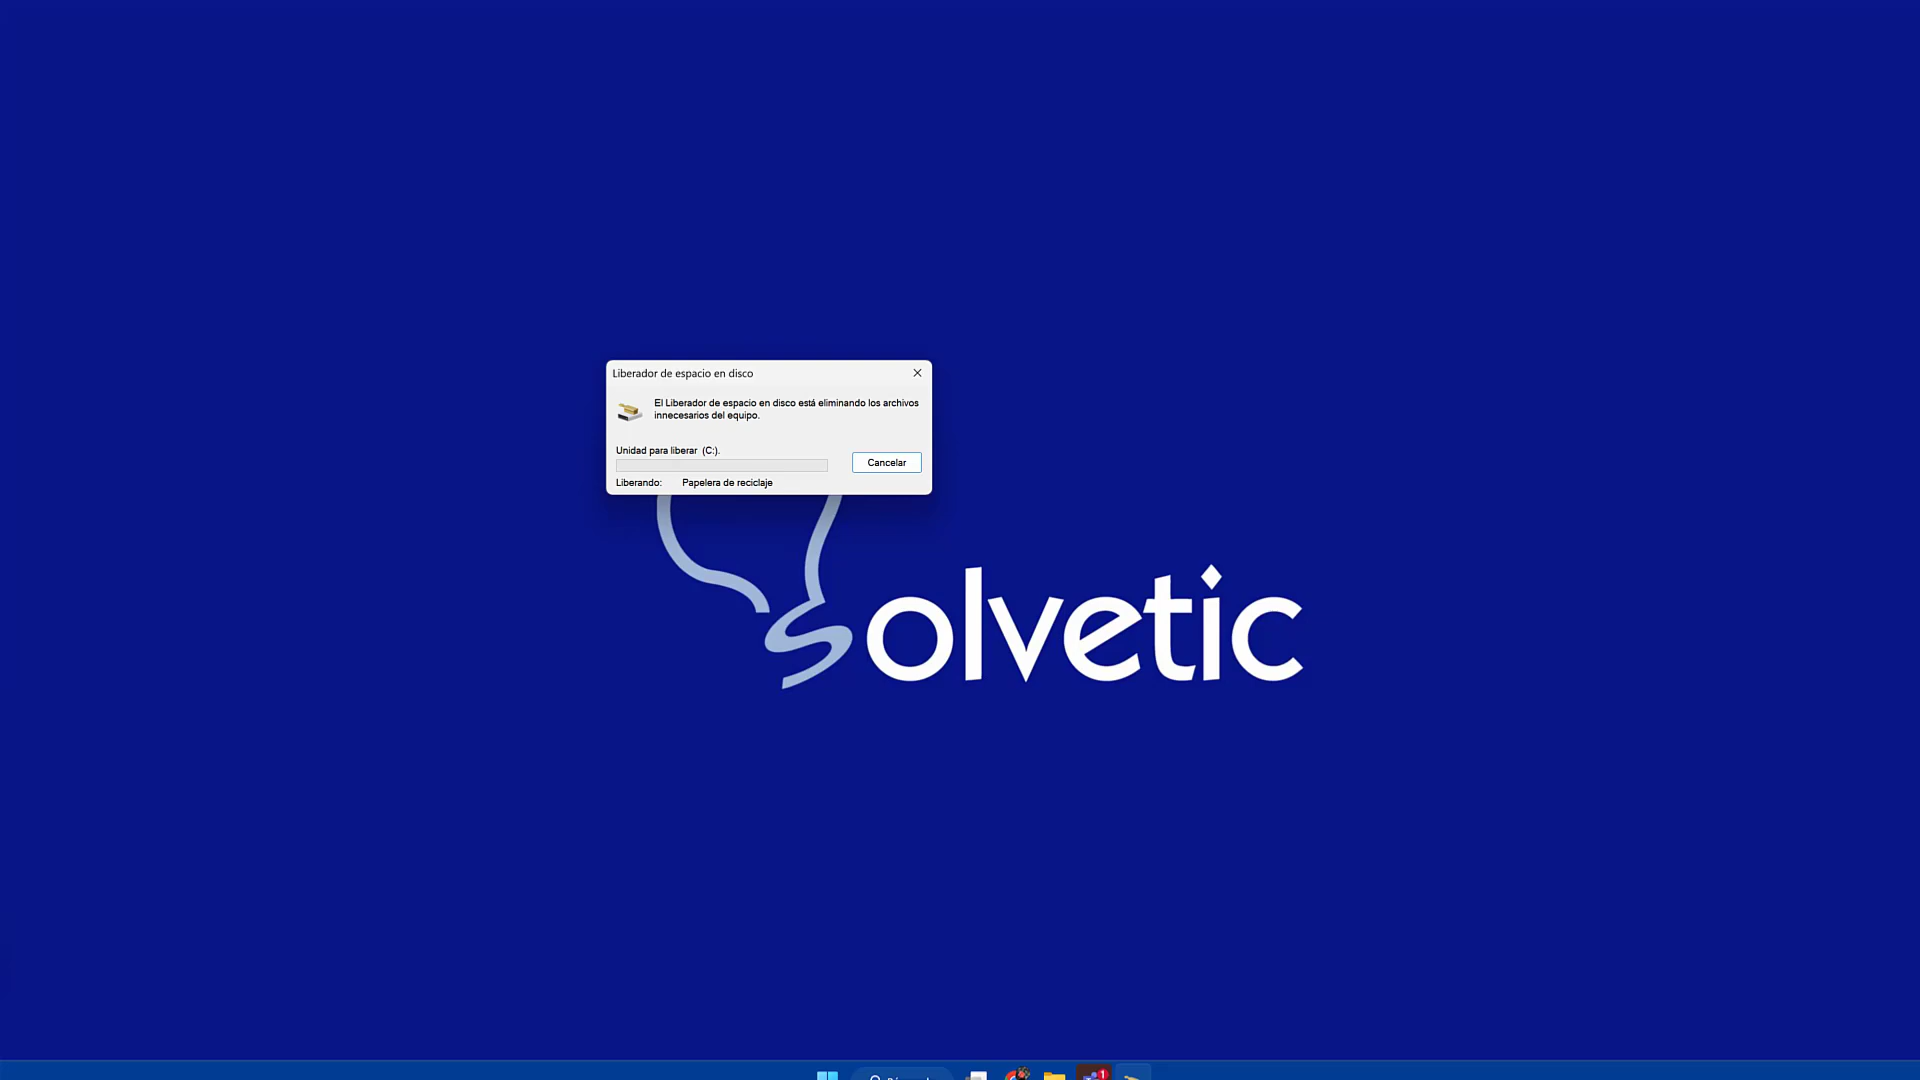 Liberador de espacio en disco
El Liberador de espacio en disco está eliminando los archivos
innecesarios del equipo.
Unidad para liberar (C:).
Cancelar
Liberando: Papelera de reciclaje
Solvetic
1